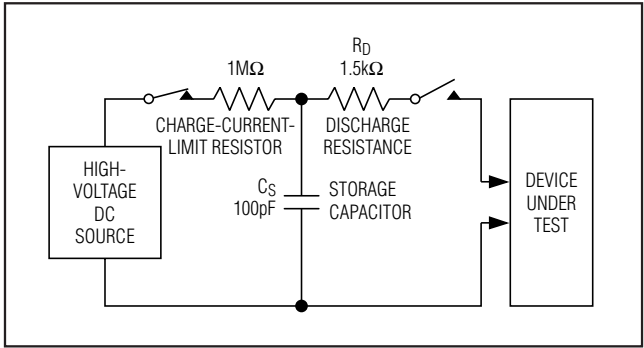 RD
1MΩ
1.5kΩ
CHARGE-CURRENT-
LIMIT RESISTOR
DISCHARGE
RESISTANCE
HIGH-
VOLTAGE
DC
SOURCE
CS
100pF
STORAGE
CAPACITOR
DEVICE
UNDER
TEST